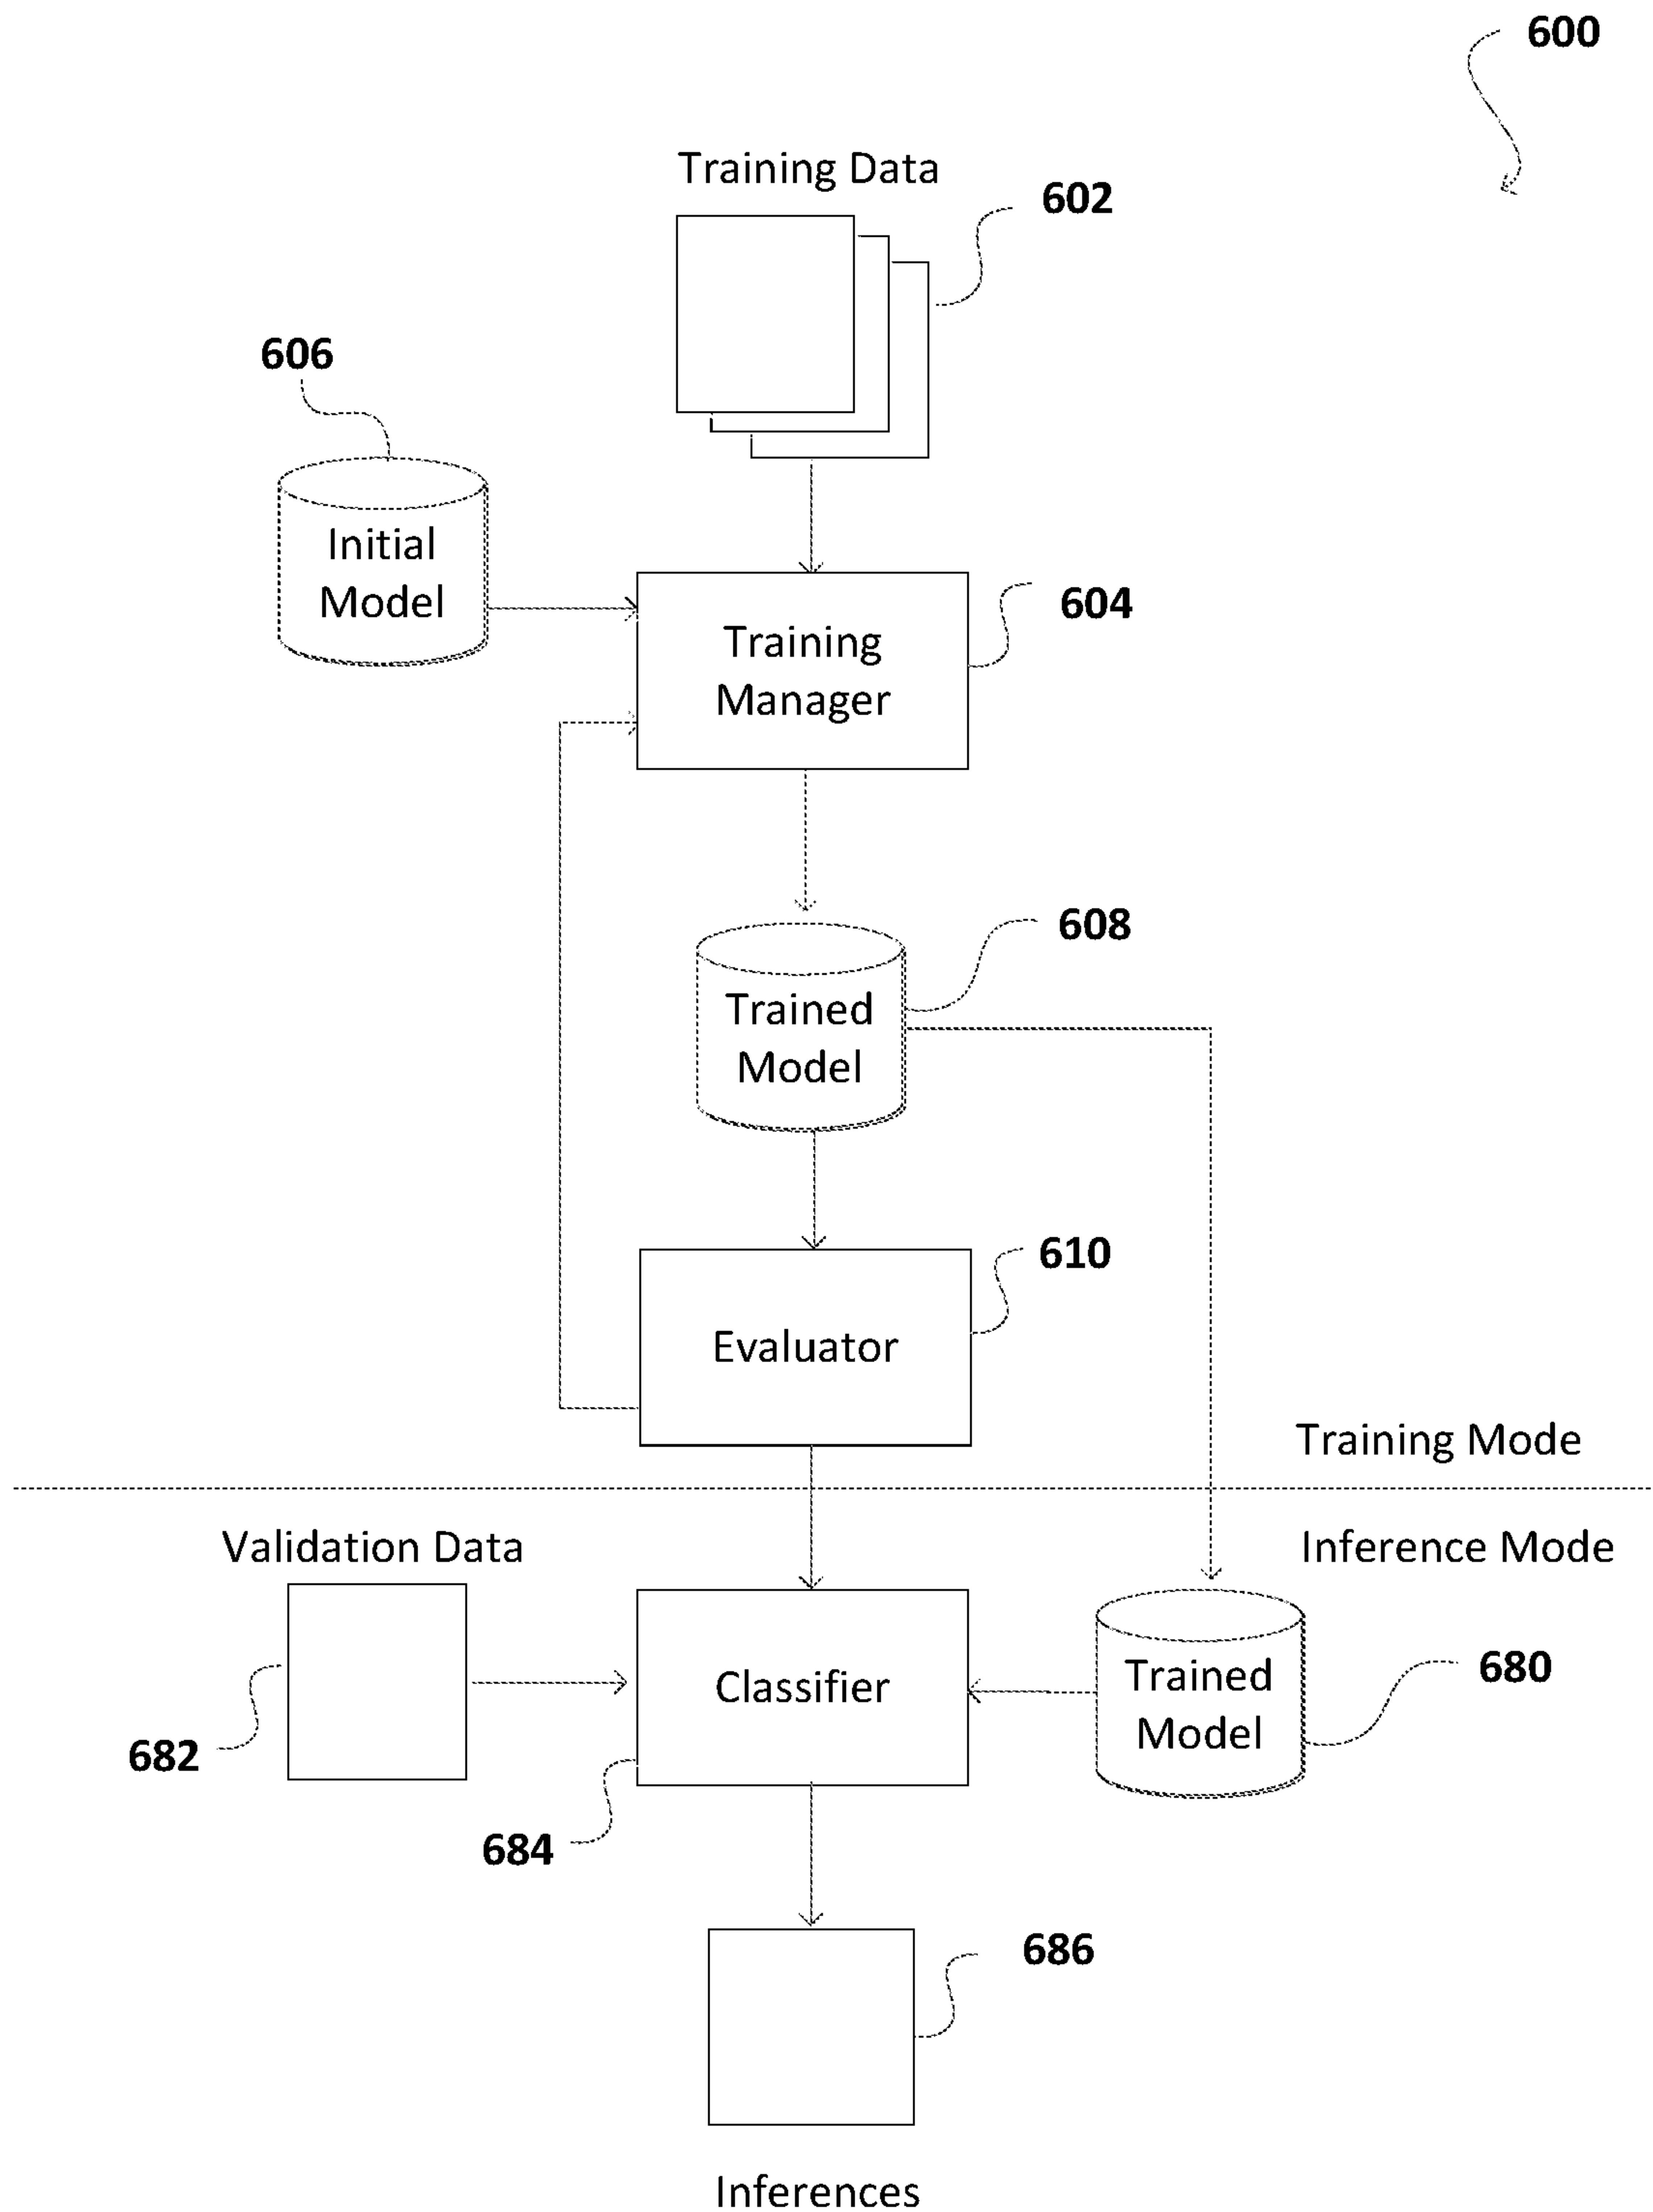 600
Training Data
602
606
Initial
Model
604
Training
Manager
608
Trained
Model
610
Evaluator
Training Mode
Validation Data
Inference Mode
Classifier
Trained
Model
680
682
684
686
Inferences